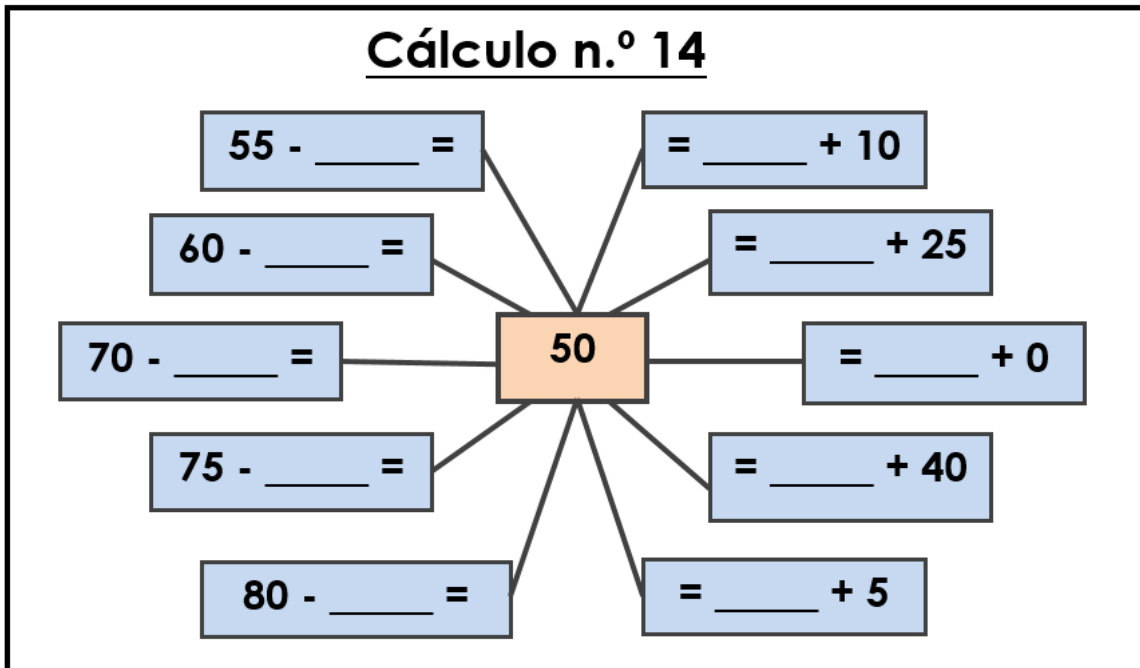 Cálculo n.º 14
55 - _____ =
= _____ + 10
60 - _____ =
= _____ + 25
70 - _____ =
50
= _____ + 0
75 - _____ =
= _____ + 40
80 - _____ =
= _____ + 5